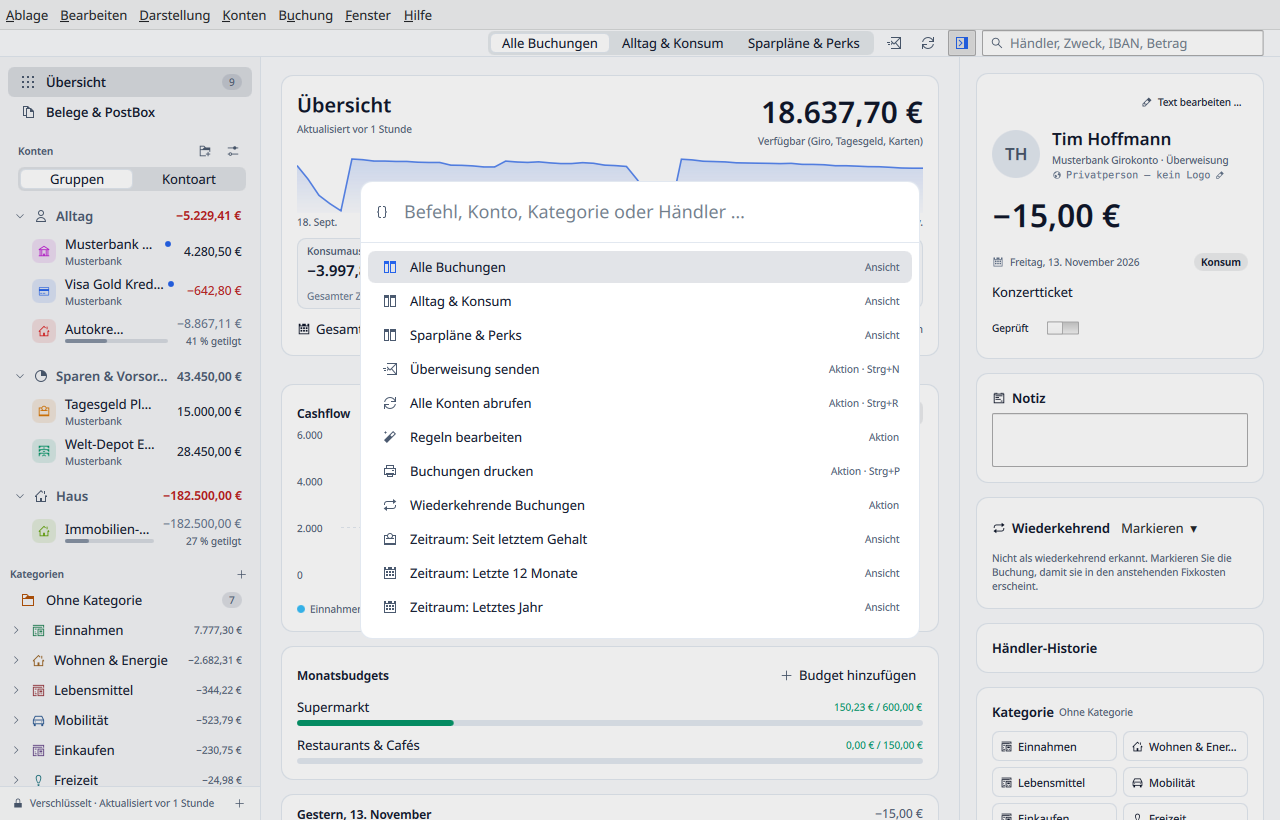 Ablage Bearbeiten Darstellung Konten Buchung Fenster Hilfe
Alle Buchungen Alltag & Konsum Sparpläne & Perks Händler, Zweck, IBAN, Betrag
Übersicht 9
Belege & PostBox
Konten
Gruppen Kontoart
Alltag −5.229,41 €
Musterbank ... 4.280,50 €
Musterbank
Visa Gold Kred... −642,80 €
Musterbank
Autokre... −8.867,11 €
41 % getilgt
Sparen & Vorsor... 43.450,00 €
Tagesgeld Pl... 15.000,00 €
Musterbank
Welt-Depot E... 28.450,00 €
Musterbank
Haus −182.500,00 €
Immobilien-... −182.500,00 €
27 % getilgt
Kategorien
Ohne Kategorie 7
Einnahmen 7.777,30 €
Wohnen & Energie −2.682,31 €
Lebensmittel −344,22 €
Mobilität −523,79 €
Einkaufen −230,75 €
Freizeit −24,98 €
Verschlüsselt · Aktualisiert vor 1 Stunde
Übersicht 18.637,70 €
Aktualisiert vor 1 Stunde Verfügbar (Giro, Tagesgeld, Karten)
18. Sept.
Konsumaus
−3.997,
Gesamter Z
Gesamt
Befehl, Konto, Kategorie oder Händler ...
Alle Buchungen Ansicht
Alltag & Konsum Ansicht
Sparpläne & Perks Ansicht
Überweisung senden Aktion · Strg+N
Alle Konten abrufen Aktion · Strg+R
Regeln bearbeiten Aktion
Buchungen drucken Aktion · Strg+P
Wiederkehrende Buchungen Aktion
Zeitraum: Seit letztem Gehalt Ansicht
Zeitraum: Letzte 12 Monate Ansicht
Zeitraum: Letztes Jahr Ansicht
Cashflow
6.000
4.000
2.000
0
Einnahmen
Monatsbudgets Budget hinzufügen
Supermarkt 150,23 € / 600,00 €
Restaurants & Cafés 0,00 € / 150,00 €
Gestern, 13. November −15,00 €
Text bearbeiten ...
TH Tim Hoffmann
Musterbank Girokonto · Überweisung
Privatperson — kein Logo
−15,00 €
Freitag, 13. November 2026 Konsum
Konzertticket
Geprüft
Notiz
Wiederkehrend Markieren ▾
Nicht als wiederkehrend erkannt. Markieren Sie die
Buchung, damit sie in den anstehenden Fixkosten
erscheint.
Händler-Historie
Kategorie Ohne Kategorie
Einnahmen Wohnen & Ener...
Lebensmittel Mobilität
Einkaufen Freizeit